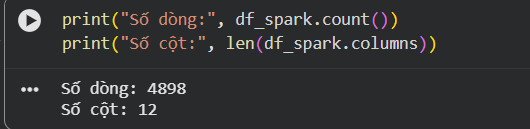 print("Số dòng:", df_spark.count())
print("Số cột:", len(df_spark.columns))
Số dòng: 4898
Số cột: 12